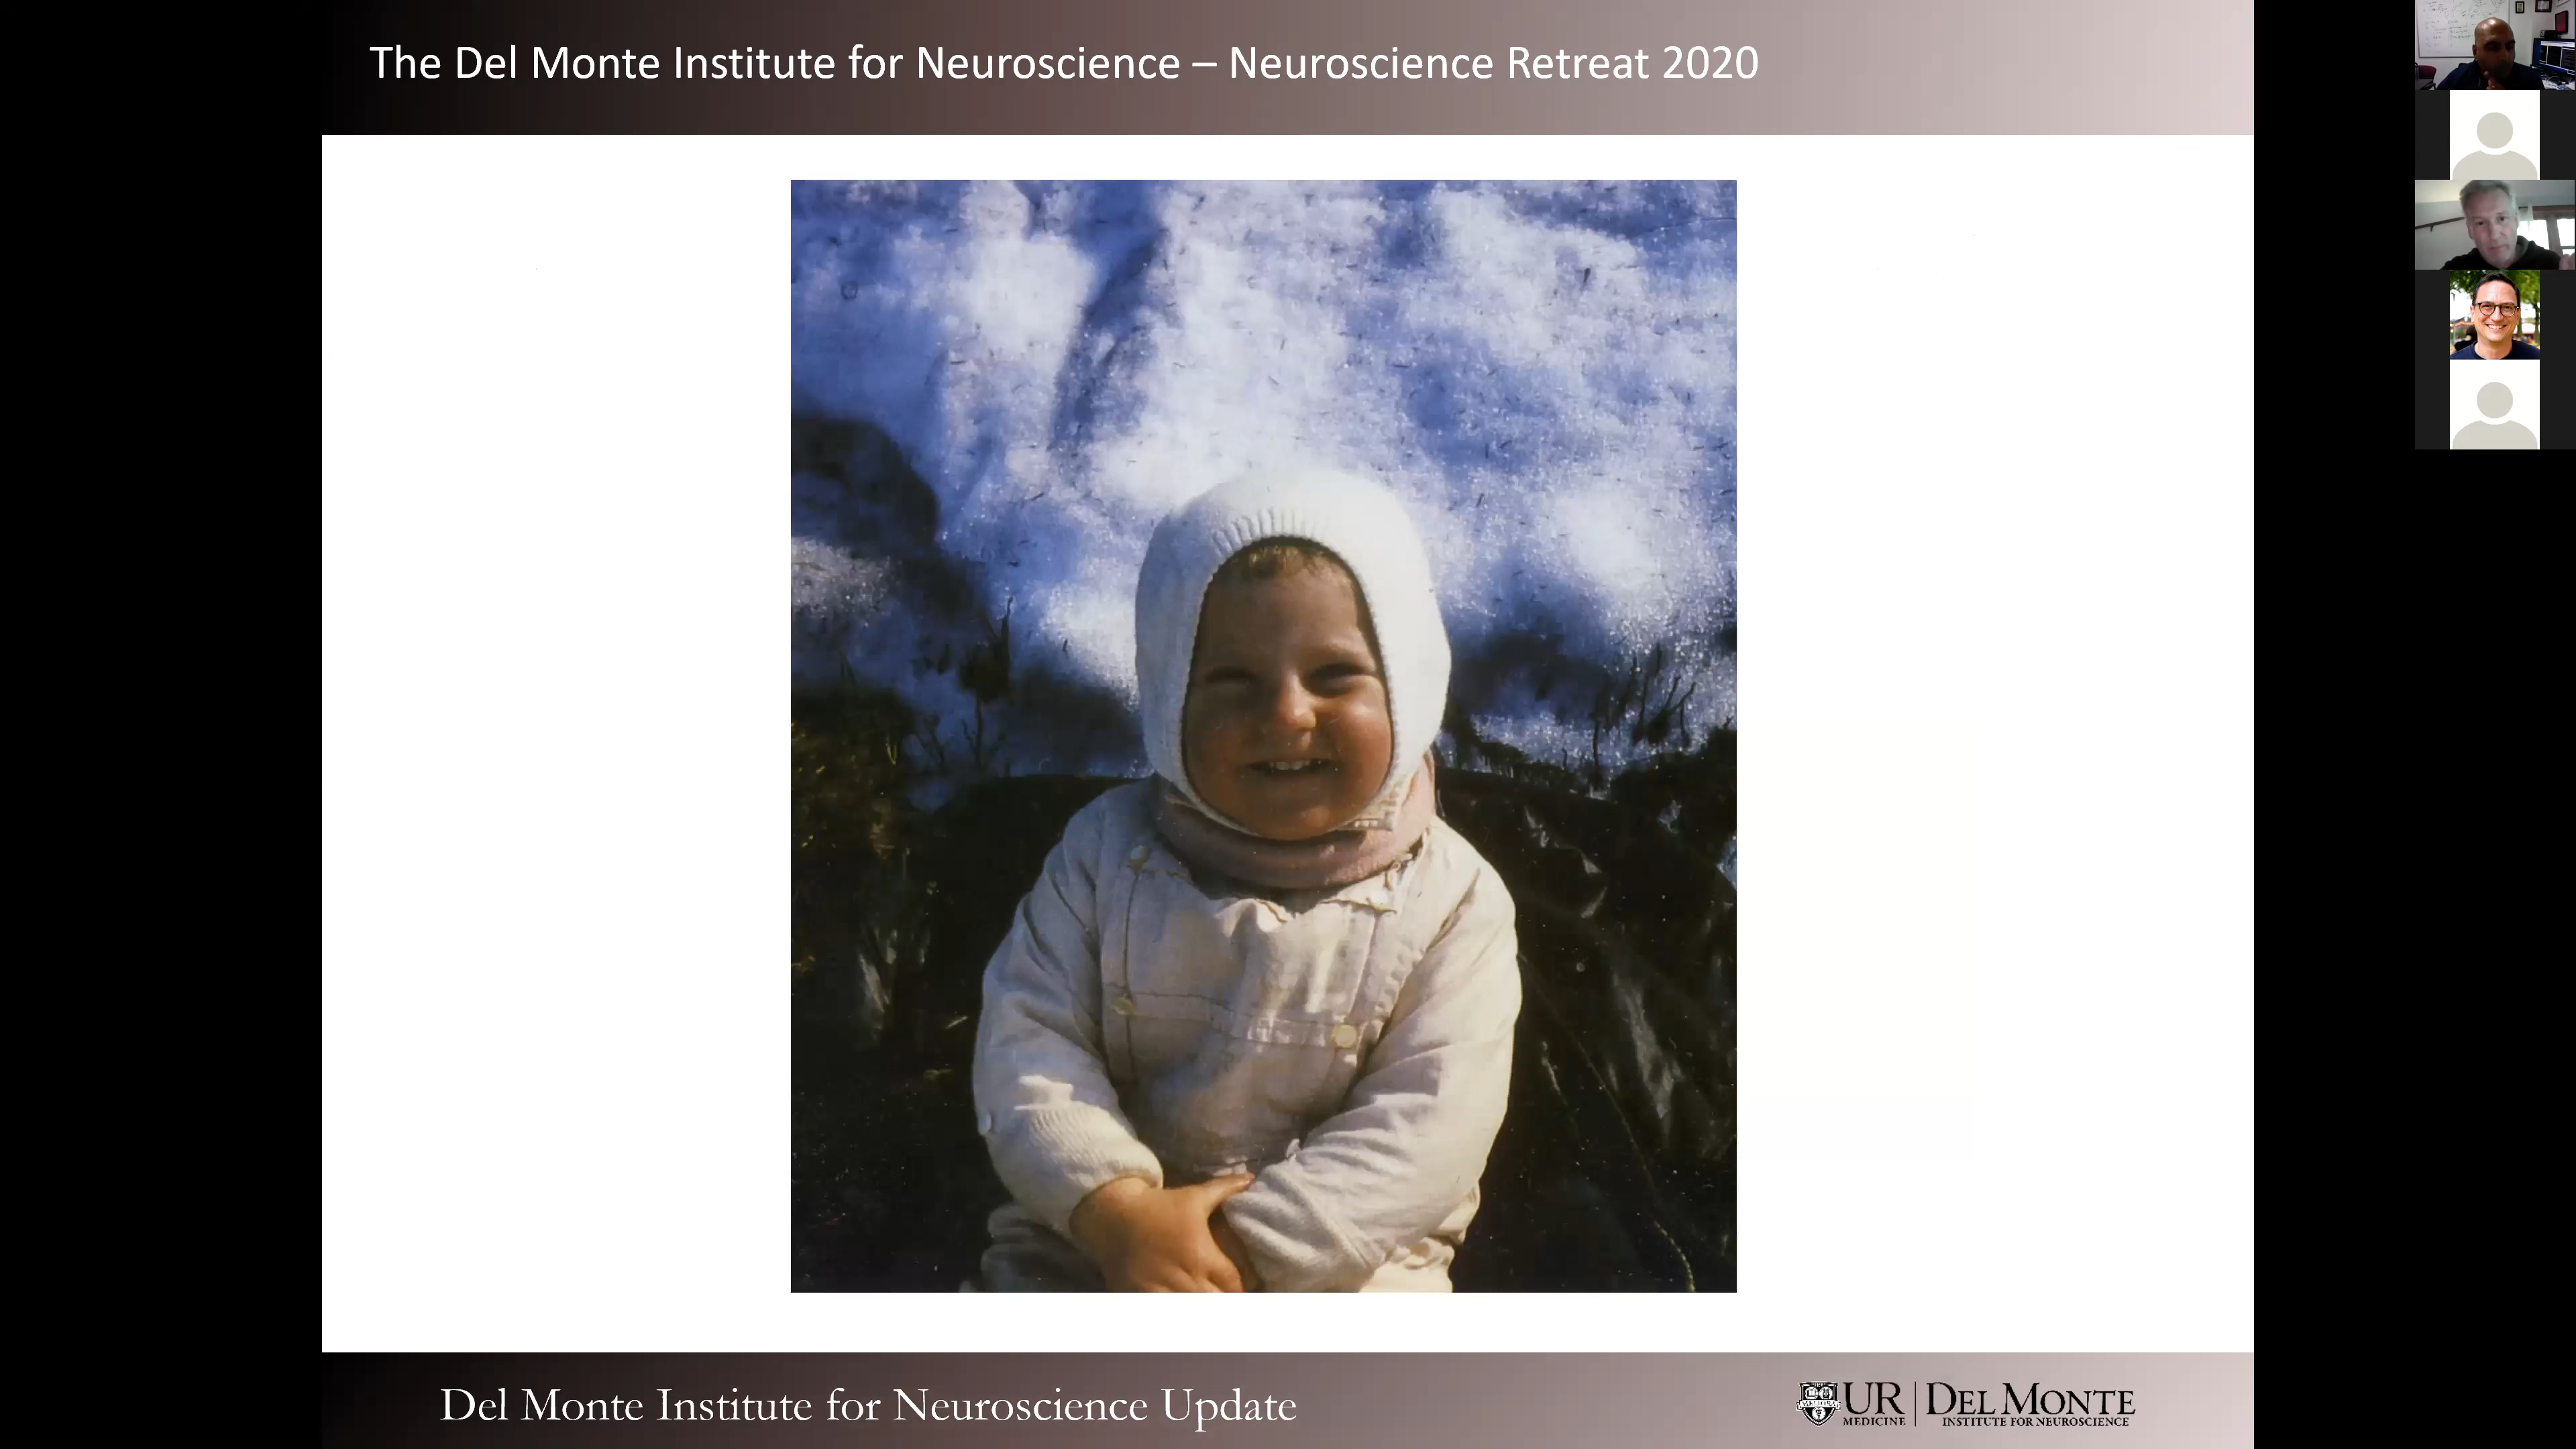 The Del Monte Institute for Neuroscience – Neuroscience Retreat 2020
Del Monte Institute for Neuroscience Update
UR
MEDICINE
DEL MONTE
INSTITUTE FOR NEUROSCIENCE